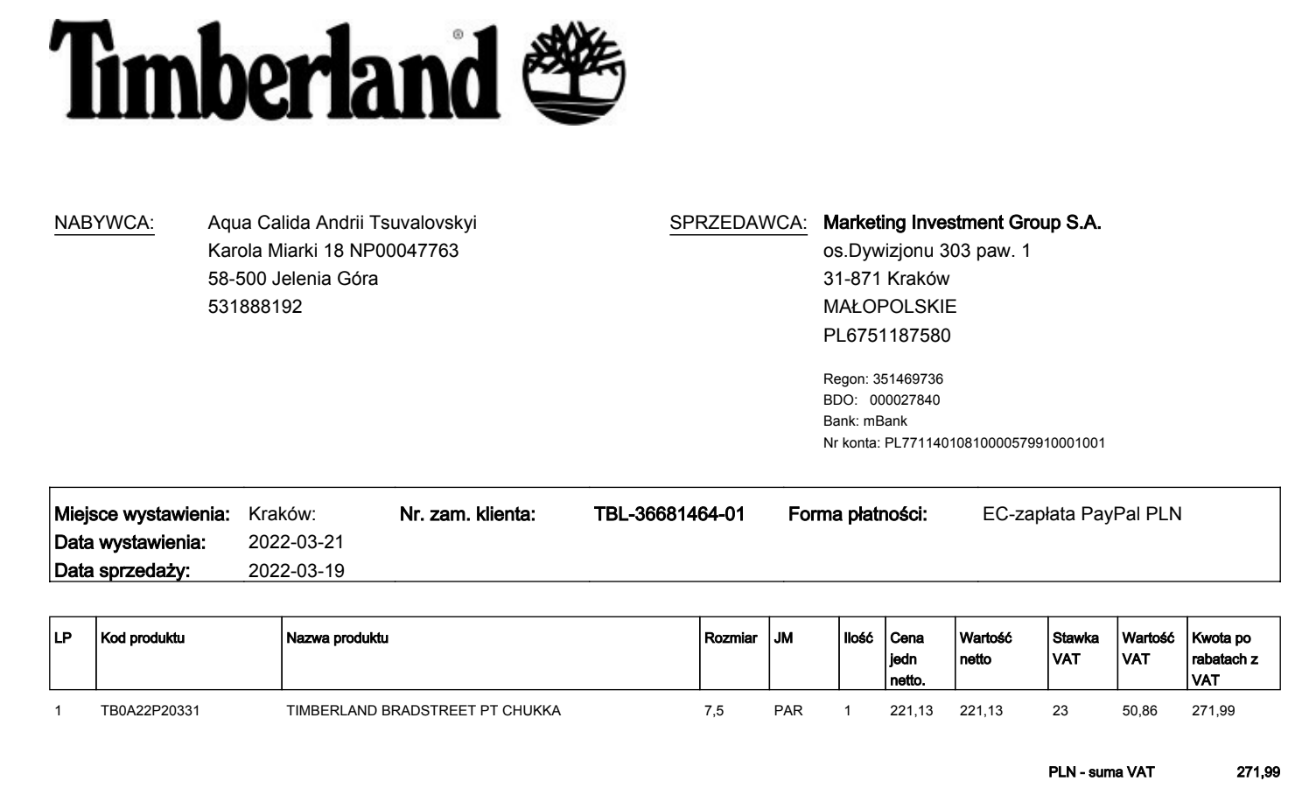 Timberland ®
NABYWCA: Aqua Calida Andrii Tsuvalovskyi
Karola Miarki 18 NP00047763
58-500 Jelenia Góra
531888192
SPRZEDAWCA: Marketing Investment Group S.A.
os.Dywizjonu 303 paw. 1
31-871 Kraków
MAŁOPOLSKIE
PL6751187580
Regon: 351469736
BDO: 000027840
Bank: mBank
Nr konta: PL77114010810000579910001001
Miejsce wystawienia: Kraków: Nr. zam. klienta: TBL-36681464-01 Forma płatności: EC-zapłata PayPal PLN
Data wystawienia: 2022-03-21
Data sprzedaży: 2022-03-19
LP Kod produktu Nazwa produktu Rozmiar JM Ilość Cena jedn netto. Wartość netto Stawka VAT Wartość VAT Kwota po rabatach z VAT
1 TB0A22P20331 TIMBERLAND BRADSTREET PT CHUKKA 7,5 PAR 1 221,13 221,13 23 50,86 271,99
PLN - suma VAT 271,99